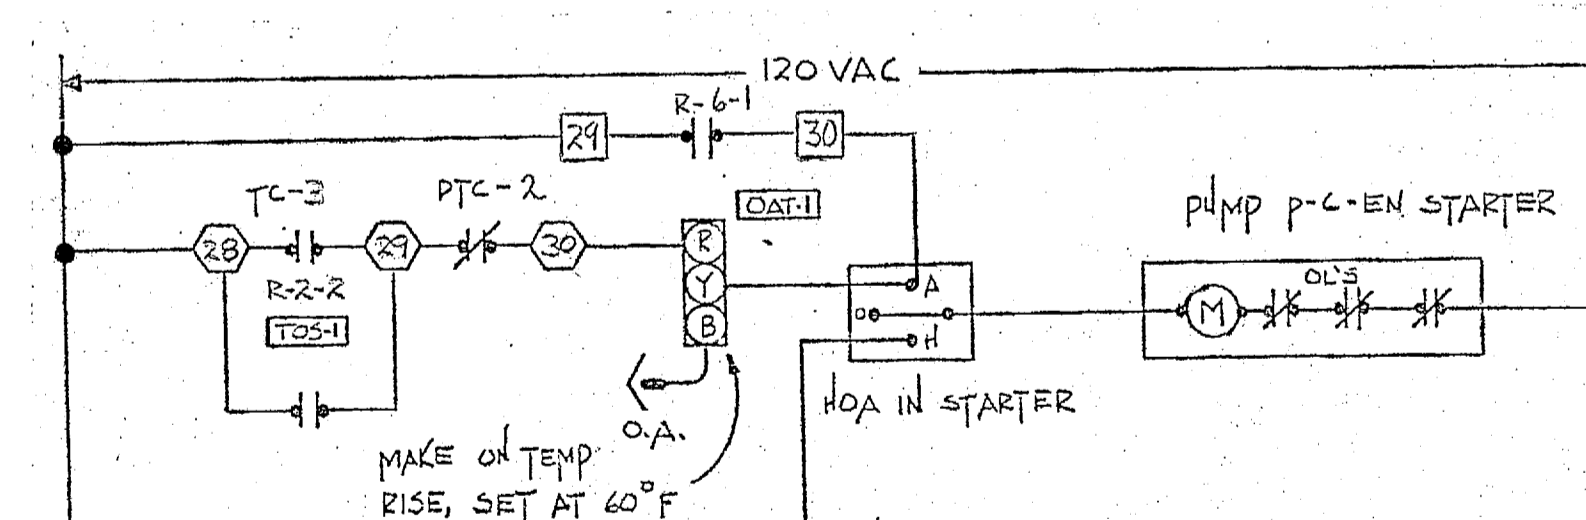 120 VAC
R-6-1
29
30
TC-3
PTC-2
OAT-1
PUMP P-C-EN STARTER
28
29
30
R
Y
B
A
O
H
OL'S
M
R-2-2
TOS-1
HOA IN STARTER
O.A.
MAKE ON TEMP
RISE, SET AT 60°F